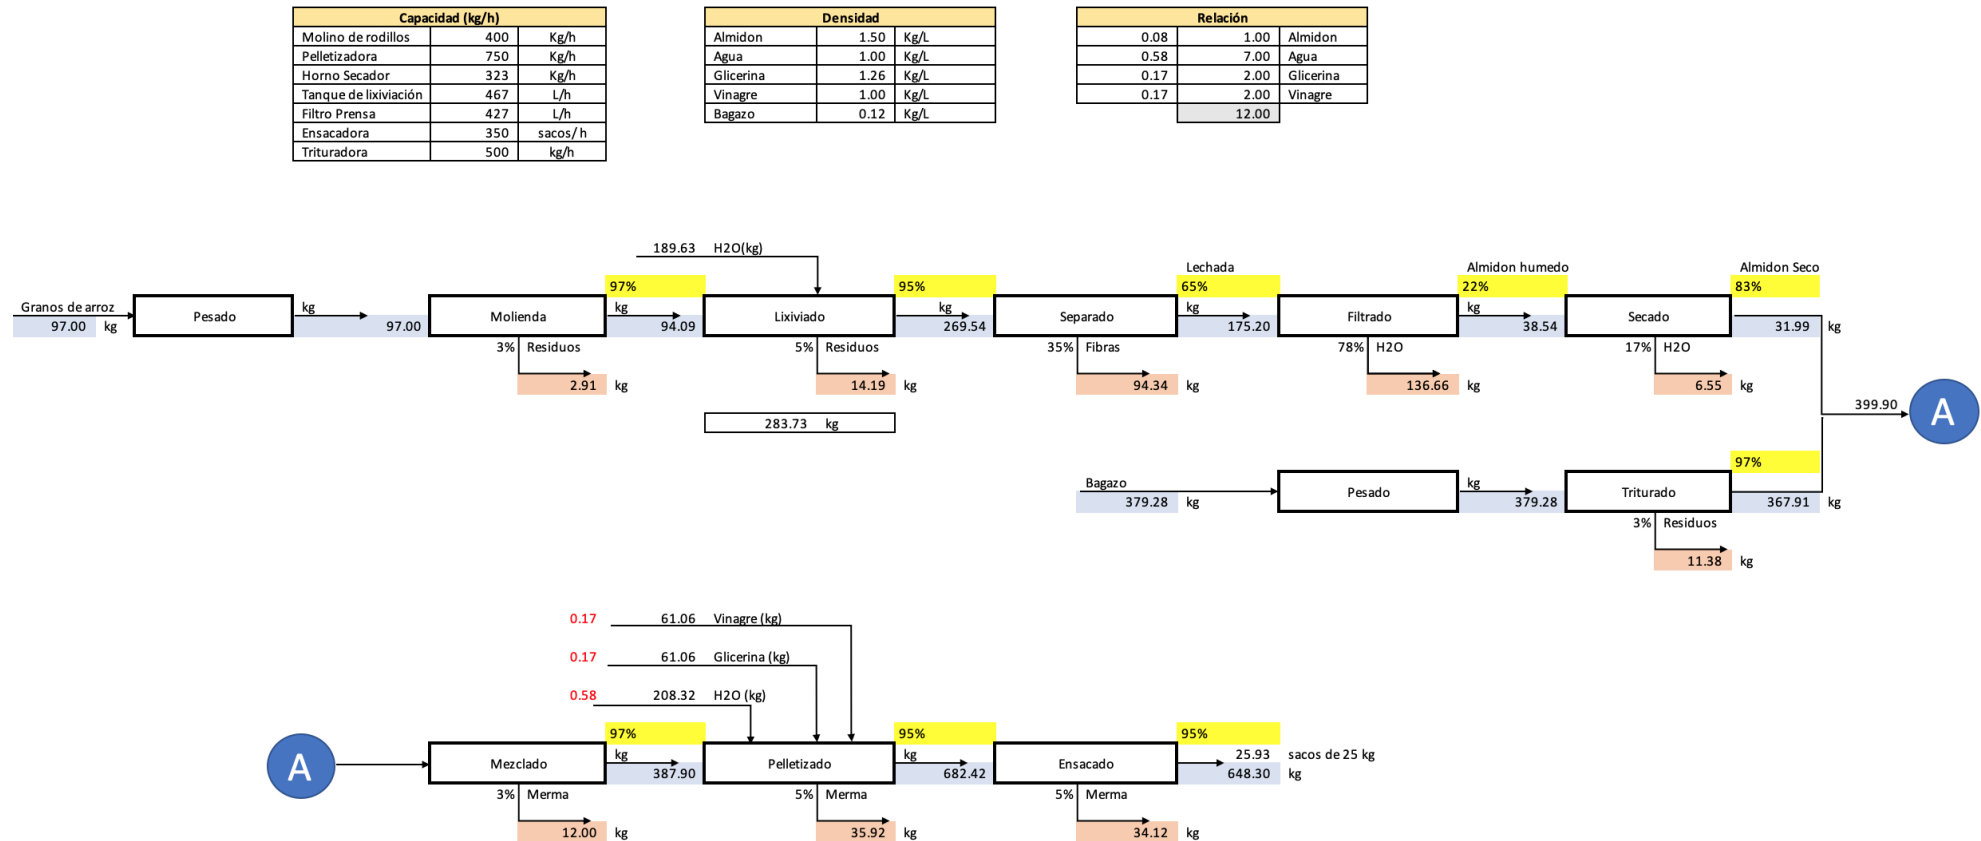 Capacidad (kg/h)
Molino de rodillos 400 Kg/h
Pelletizadora 750 Kg/h
Horno Secador 323 Kg/h
Tanque de lixiviación 467 L/h
Filtro Prensa 427 L/h
Ensacadora 350 sacos/ h
Trituradora 500 kg/h
Densidad
Almidon 1.50 Kg/L
Agua 1.00 Kg/L
Glicerina 1.26 Kg/L
Vinagre 1.00 Kg/L
Bagazo 0.12 Kg/L
Relación
0.08 1.00 Almidon
0.58 7.00 Agua
0.17 2.00 Glicerina
0.17 2.00 Vinagre
12.00
189.63 H2O(kg)
Lechada Almidon humedo Almidon Seco
97% 95% 65% 22% 83%
Granos de arroz kg kg kg kg kg
Pesado Molienda Lixiviado Separado Filtrado Secado
97.00 kg 97.00 94.09 269.54 175.20 38.54 31.99 kg
3% Residuos 5% Residuos 35% Fibras 78% H2O 17% H2O
2.91 kg 14.19 kg 94.34 kg 136.66 kg 6.55 kg
399.90
A
283.73 kg
97%
Bagazo kg
Pesado Triturado
379.28 kg 379.28 367.91 kg
3% Residuos
11.38 kg
0.17 61.06 Vinagre (kg)
0.17 61.06 Glicerina (kg)
0.58 208.32 H2O (kg)
97% 95% 95%
kg kg 25.93 sacos de 25 kg
A Mezclado Pelletizado Ensacado
387.90 682.42 648.30 kg
3% Merma 5% Merma 5% Merma
12.00 kg 35.92 kg 34.12 kg